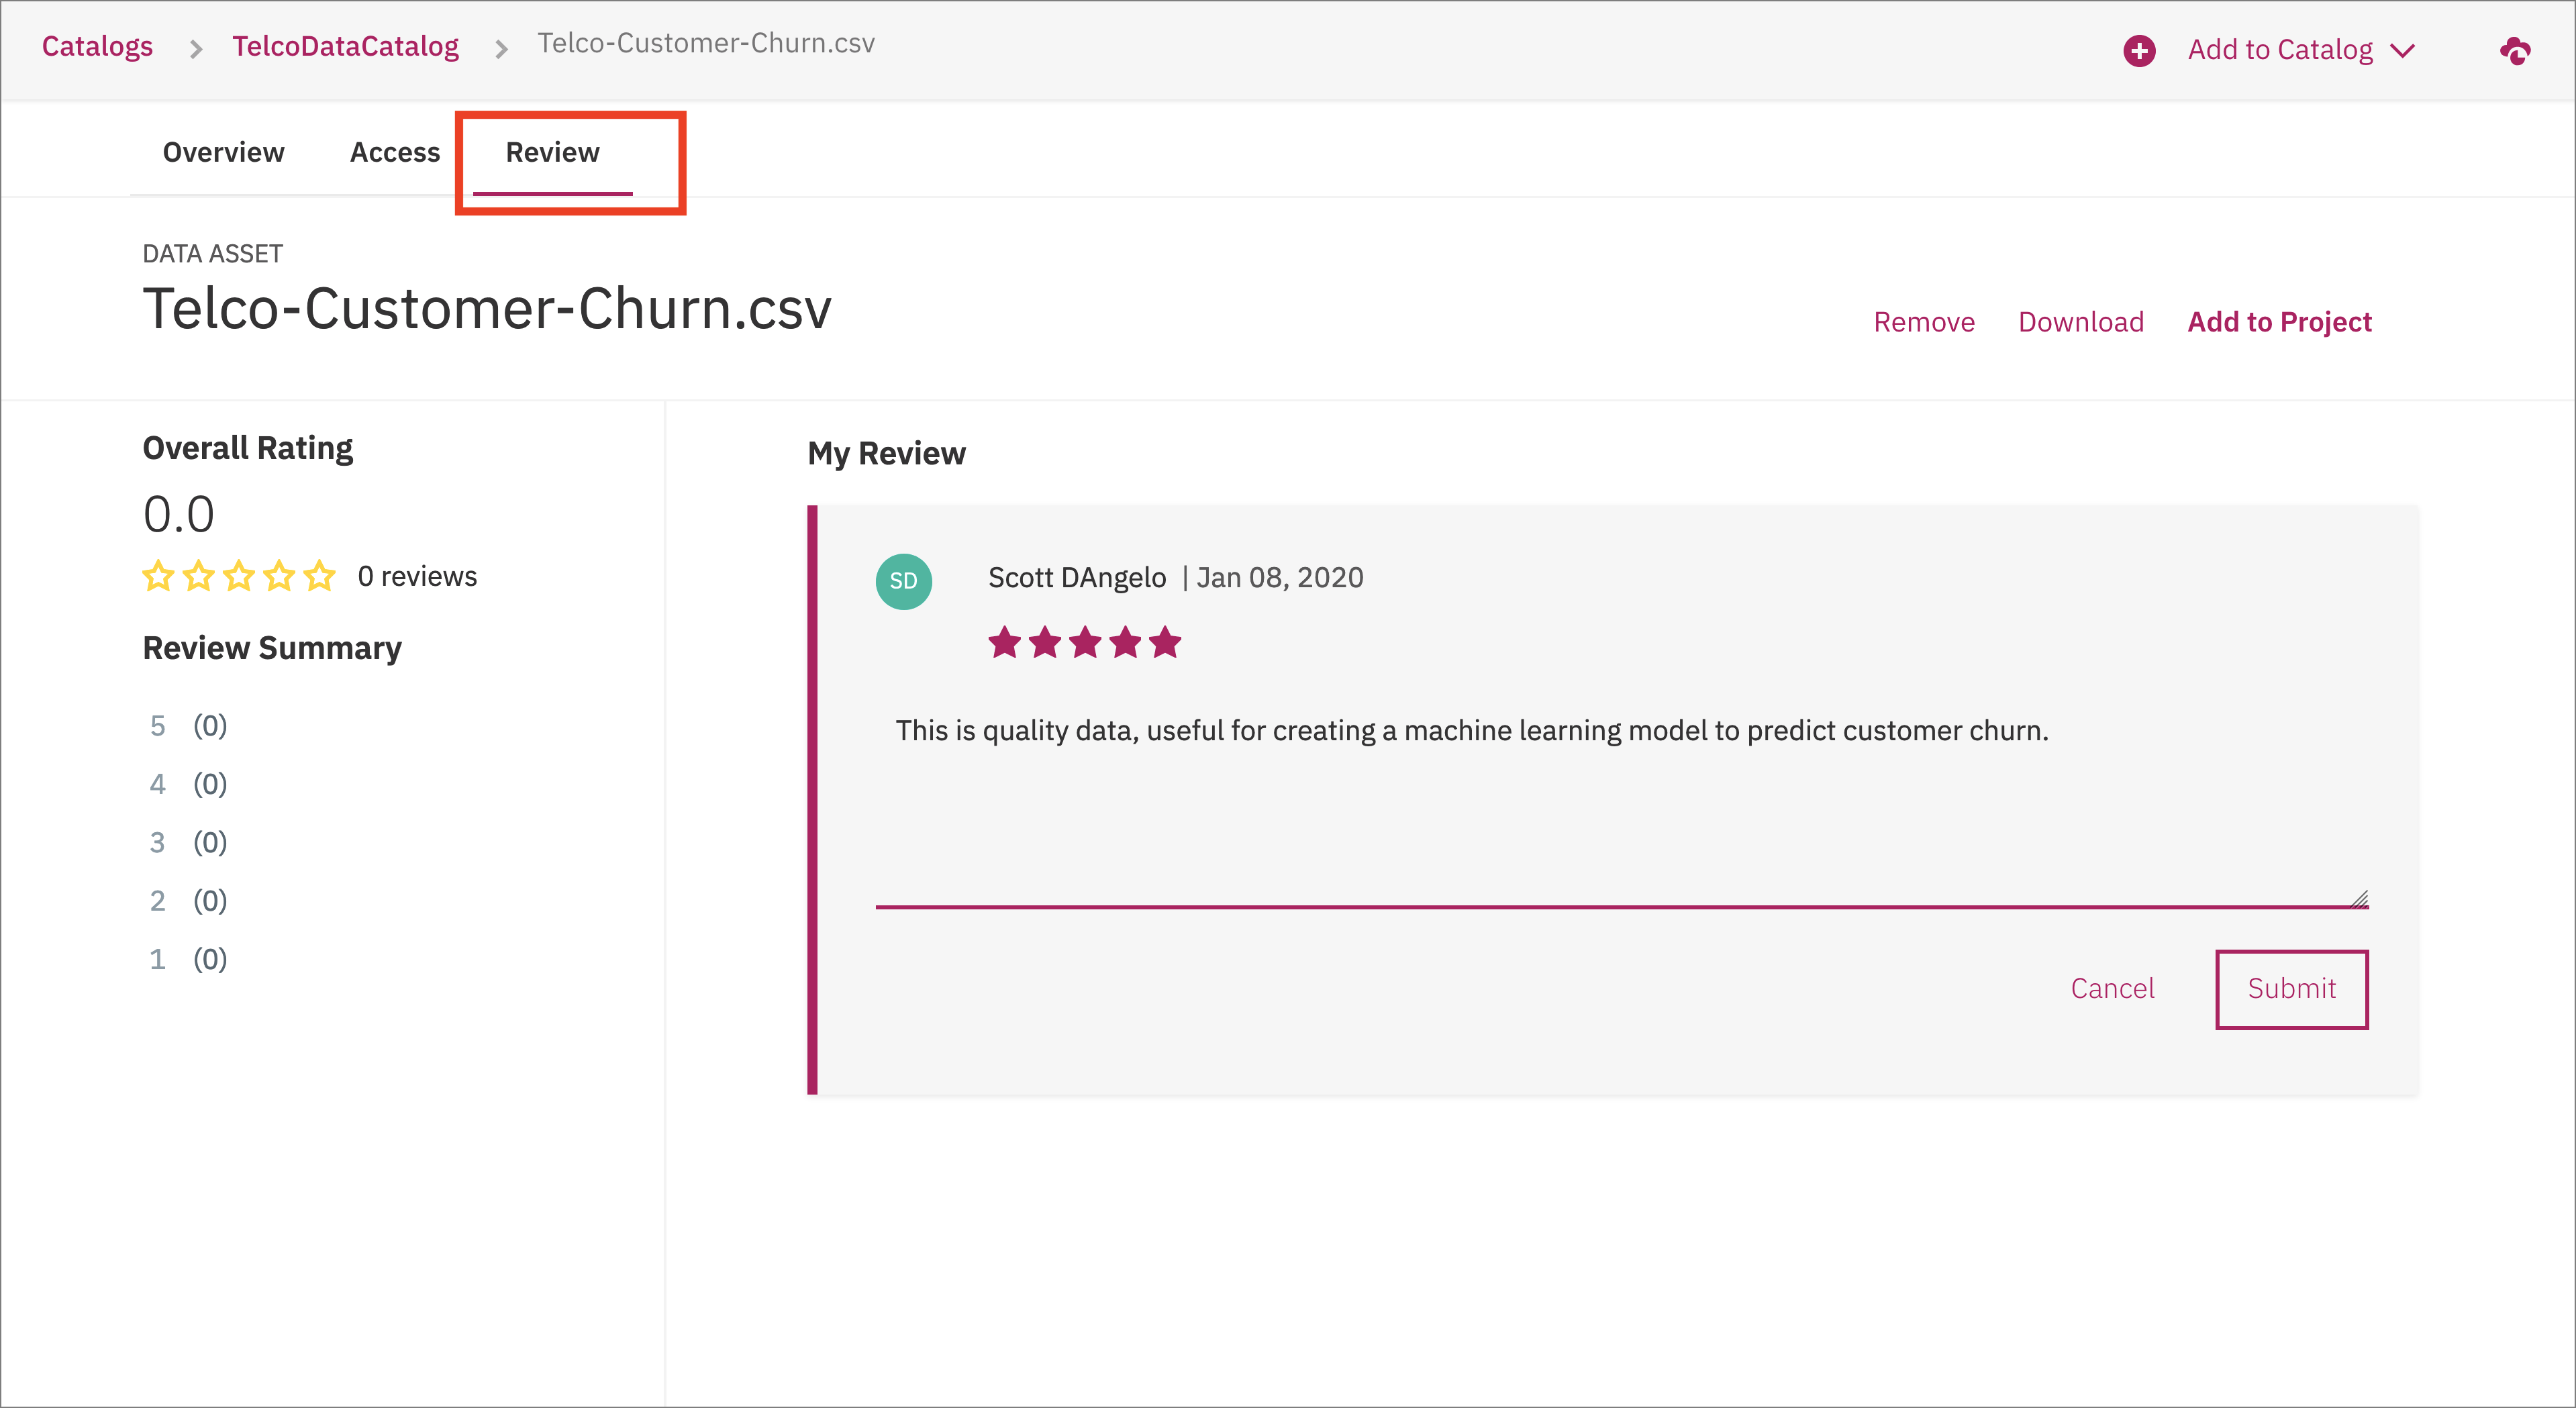 Catalogs > TelcoDataCatalog > Telco-Customer-Churn.csv
Add to Catalog
Overview Access Review
DATA ASSET
Telco-Customer-Churn.csv
Remove Download Add to Project
Overall Rating
0.0
0 reviews
Review Summary
5 (0)
4 (0)
3 (0)
2 (0)
1 (0)
My Review
SD Scott DAngelo | Jan 08, 2020
This is quality data, useful for creating a machine learning model to predict customer churn.
Cancel Submit